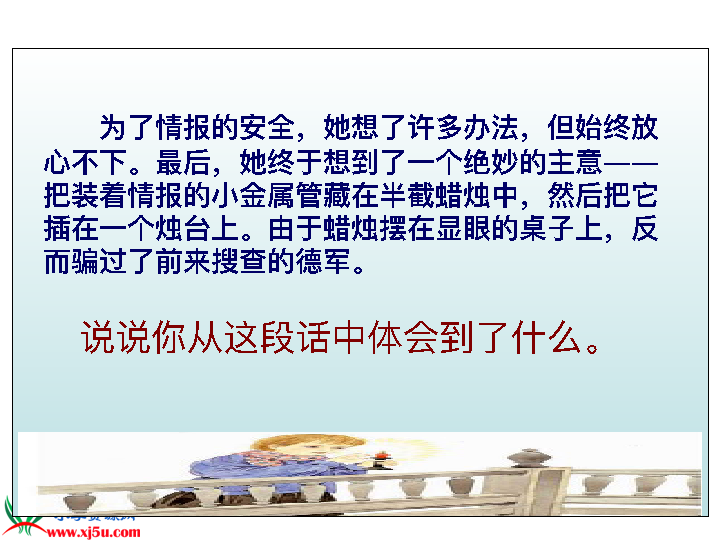 为了情报的安全，她想了许多办法，但始终放
心不下。最后，她终于想到了一个绝妙的主意——
把装着情报的小金属管藏在半截蜡烛中，然后把它
插在一个烛台上。由于蜡烛摆在显眼的桌子上，反
而骗过了前来搜查的德军。
说说你从这段话中体会到了什么。
www.xj5u.com